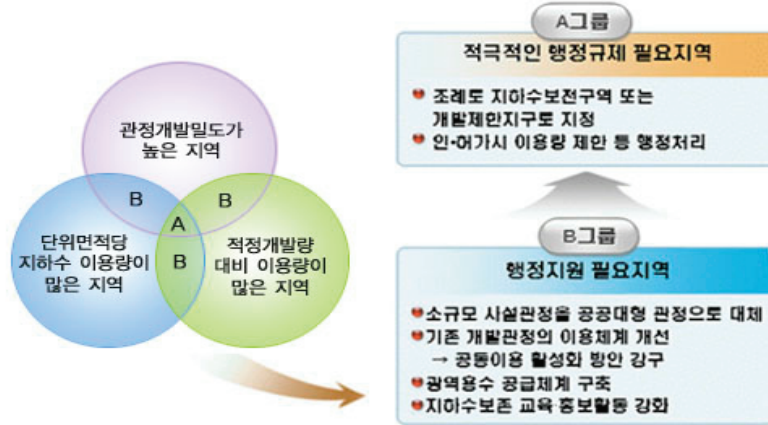 관정개발밀도가
높은 지역
B
B
A
B
단위면적당
지하수 이용량이
많은 지역
적정개발량
대비 이용량이
많은 지역
A그룹
적극적인 행정규제 필요지역
조례로 지하수보전구역 또는
개발제한지구로 지정
인·허가시 이용량 제한 등 행정처리
B그룹
행정지원 필요지역
소규모 사설관정을 공공대형 관정으로 대체
기존 개발관정의 이용체계 개선
→ 공동이용 활성화 방안 강구
광역용수 공급체계 구축
지하수보존 교육·홍보활동 강화